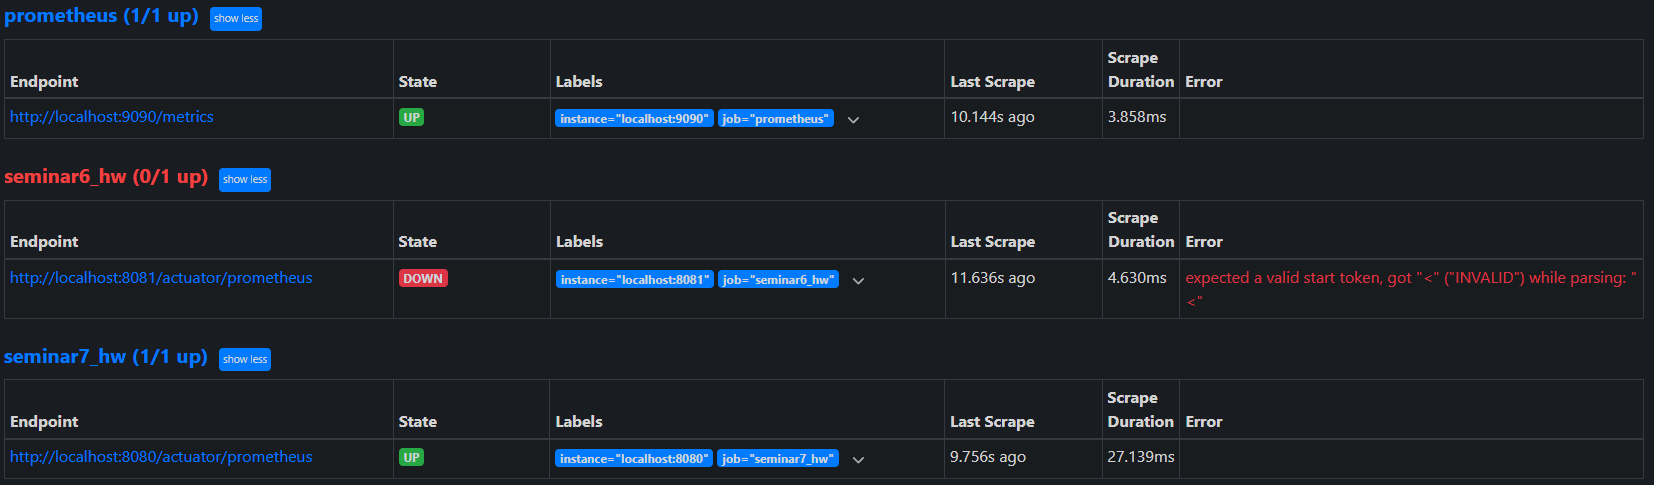 prometheus (1/1 up) show less
Scrape
Endpoint State Labels Last Scrape Duration Error
http://localhost:9090/metrics UP instance="localhost:9090" job="prometheus" 10.144s ago 3.858ms
seminar6_hw (0/1 up) show less
Scrape
Endpoint State Labels Last Scrape Duration Error
http://localhost:8081/actuator/prometheus DOWN instance="localhost:8081" job="seminar6_hw" 11.636s ago 4.630ms expected a valid start token, got "<" ("INVALID") while parsing: "
<"
seminar7_hw (1/1 up) show less
Scrape
Endpoint State Labels Last Scrape Duration Error
http://localhost:8080/actuator/prometheus UP instance="localhost:8080" job="seminar7_hw" 9.756s ago 27.139ms